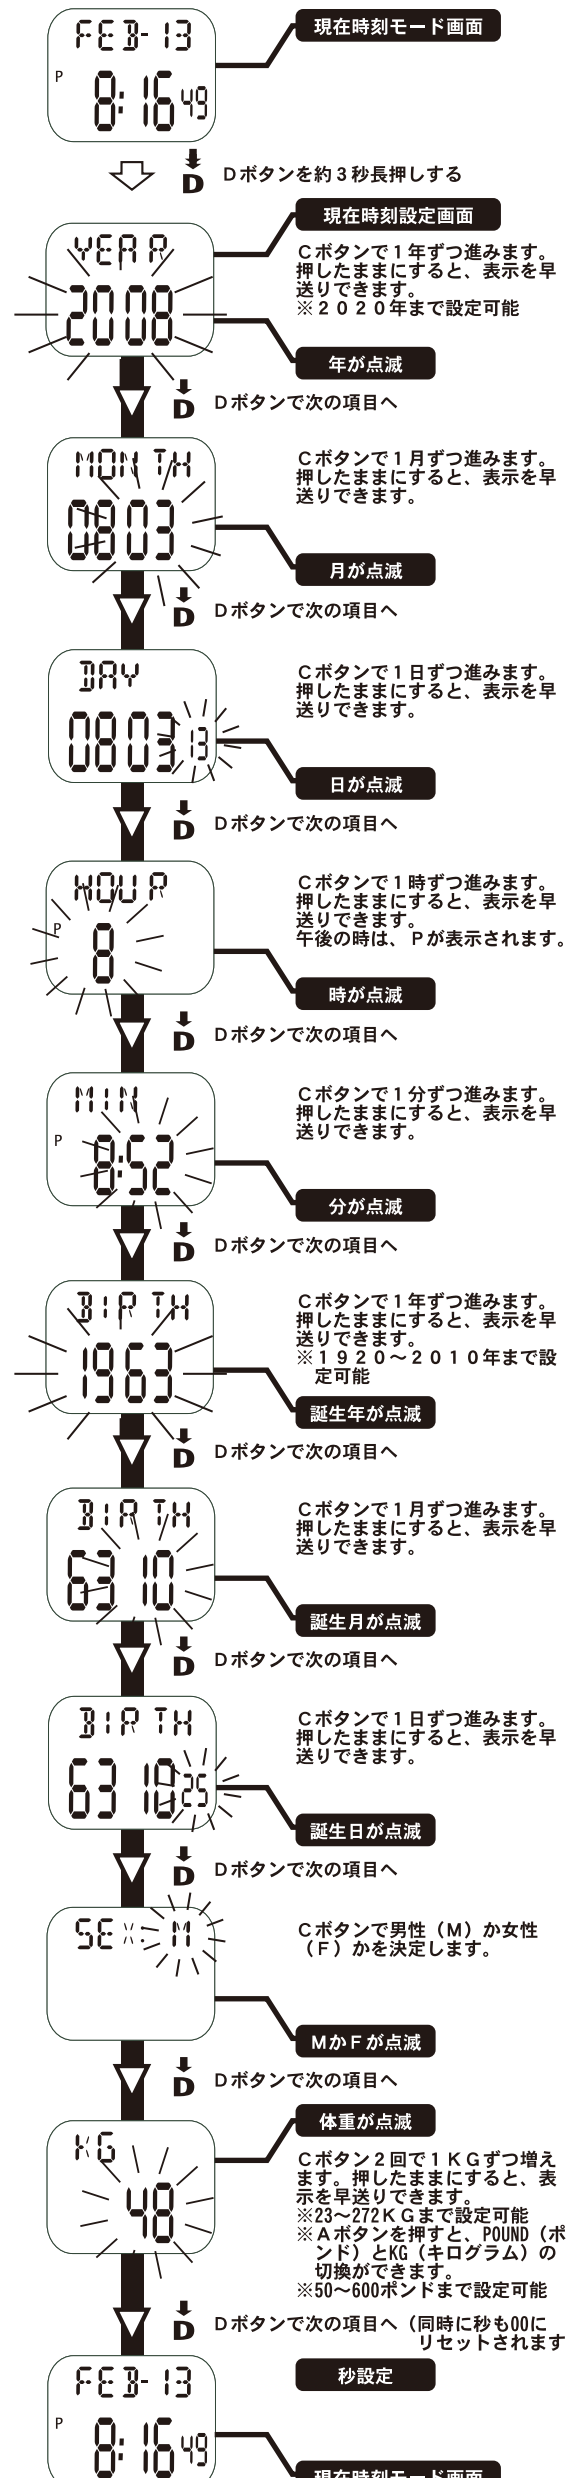 FEB-13
現在時刻モード画面
P
8:16 49
D
Dボタンを約3秒長押しする
現在時刻設定画面
YEAR
2008
Cボタンで1年ずつ進みます。
押したままにすると、表示を早
送りできます。
※2020年まで設定可能
年が点滅
D
Dボタンで次の項目へ
MONTH
0803
Cボタンで1月ずつ進みます。
押したままにすると、表示を早
送りできます。
月が点滅
D
Dボタンで次の項目へ
DAY
0803 13
Cボタンで1日ずつ進みます。
押したままにすると、表示を早
送りできます。
日が点滅
D
Dボタンで次の項目へ
HOUR
P
8
Cボタンで1時ずつ進みます。
押したままにすると、表示を早
送りできます。
午後の時は、Pが表示されます。
時が点滅
D
Dボタンで次の項目へ
MIN
P
8:52
Cボタンで1分ずつ進みます。
押したままにすると、表示を早
送りできます。
分が点滅
D
Dボタンで次の項目へ
BIRTH
1963
Cボタンで1年ずつ進みます。
押したままにすると、表示を早
送りできます。
※1920〜2010年まで設
定可能
誕生年が点滅
D
Dボタンで次の項目へ
BIRTH
63 10
Cボタンで1月ずつ進みます。
押したままにすると、表示を早
送りできます。
誕生月が点滅
D
Dボタンで次の項目へ
BIRTH
63 10 25
Cボタンで1日ずつ進みます。
押したままにすると、表示を早
送りできます。
誕生日が点滅
D
Dボタンで次の項目へ
SEX: M
Cボタンで男性(M)か女性
(F)かを決定します。
MかFが点滅
D
Dボタンで次の項目へ
体重が点滅
KG
48
Cボタン2回で1KGずつ増え
ます。押したままにすると、表
示を早送りできます。
※23〜272KGまで設定可能
※Aボタンを押すと、POUND(ポ
ンド)とKG(キログラム)の
切換ができます。
※50〜600ポンドまで設定可能
D
Dボタンで次の項目へ(同時に秒も00に
リセットされます
秒設定
FEB-13
P
8:16 49
現在時刻モード画面